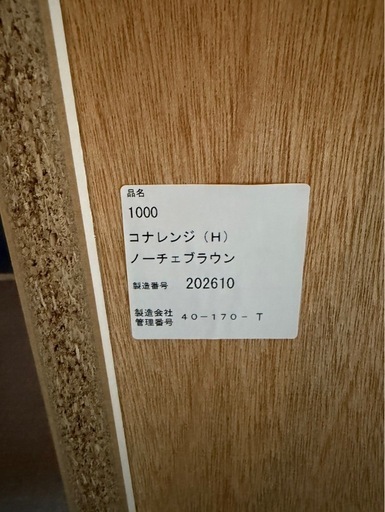 品名
1000
コナレンジ（H）
ノーチェブラウン
製造番号 202610
製造会社
管理番号 40-170-T